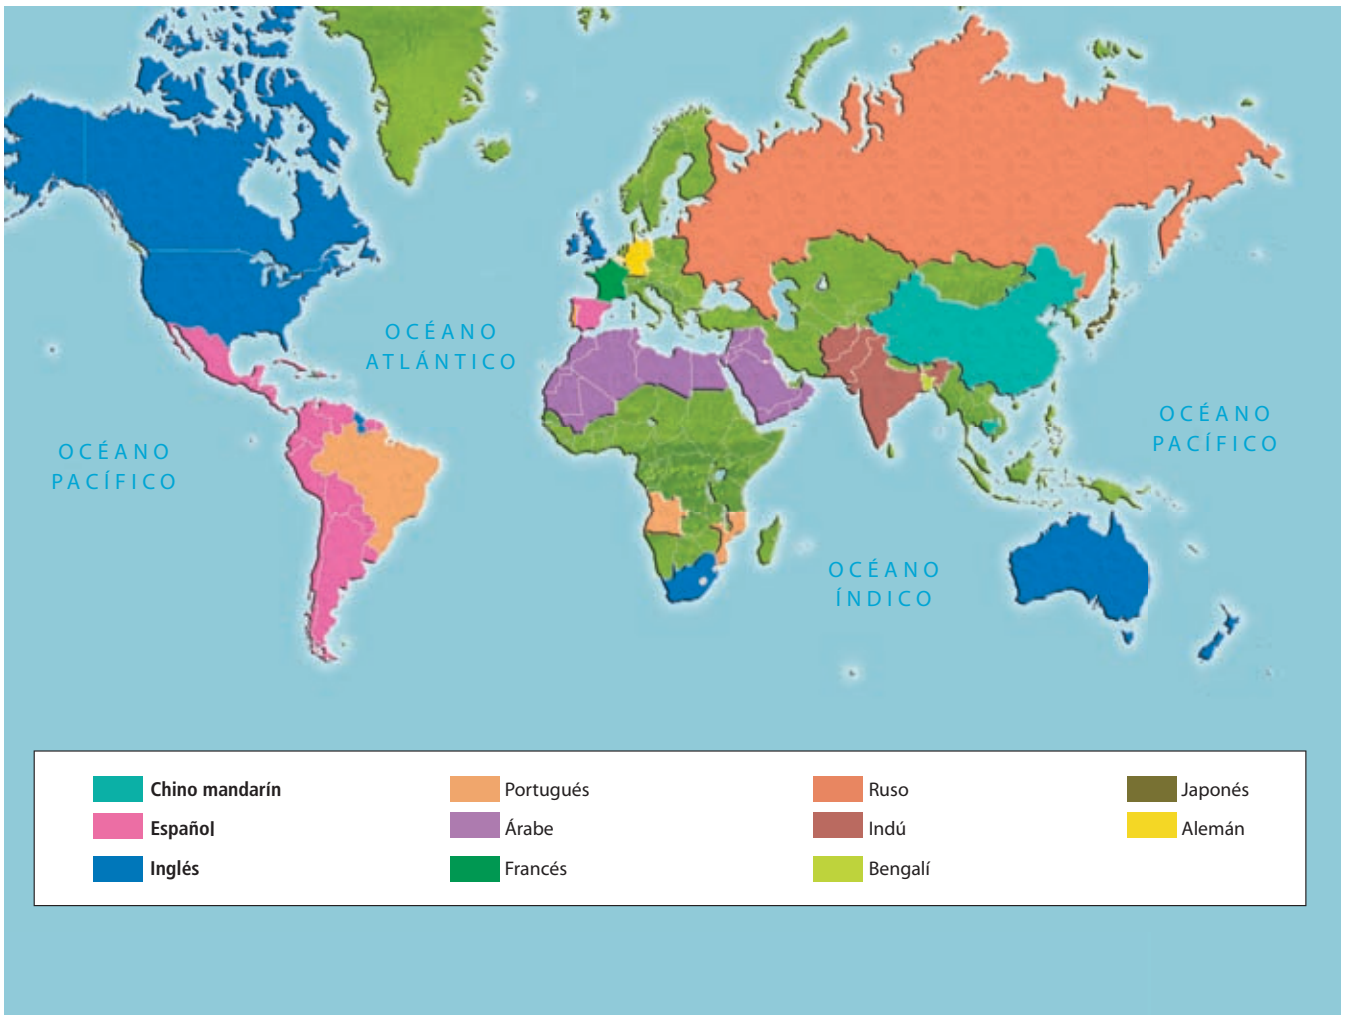 OCÉANO
ATLÁNTICO
OCÉANO
PACÍFICO
OCÉANO
PACÍFICO
OCÉANO
ÍNDICO
Chino mandarín
Español
Inglés
Portugués
Árabe
Francés
Ruso
Indú
Bengalí
Japonés
Alemán